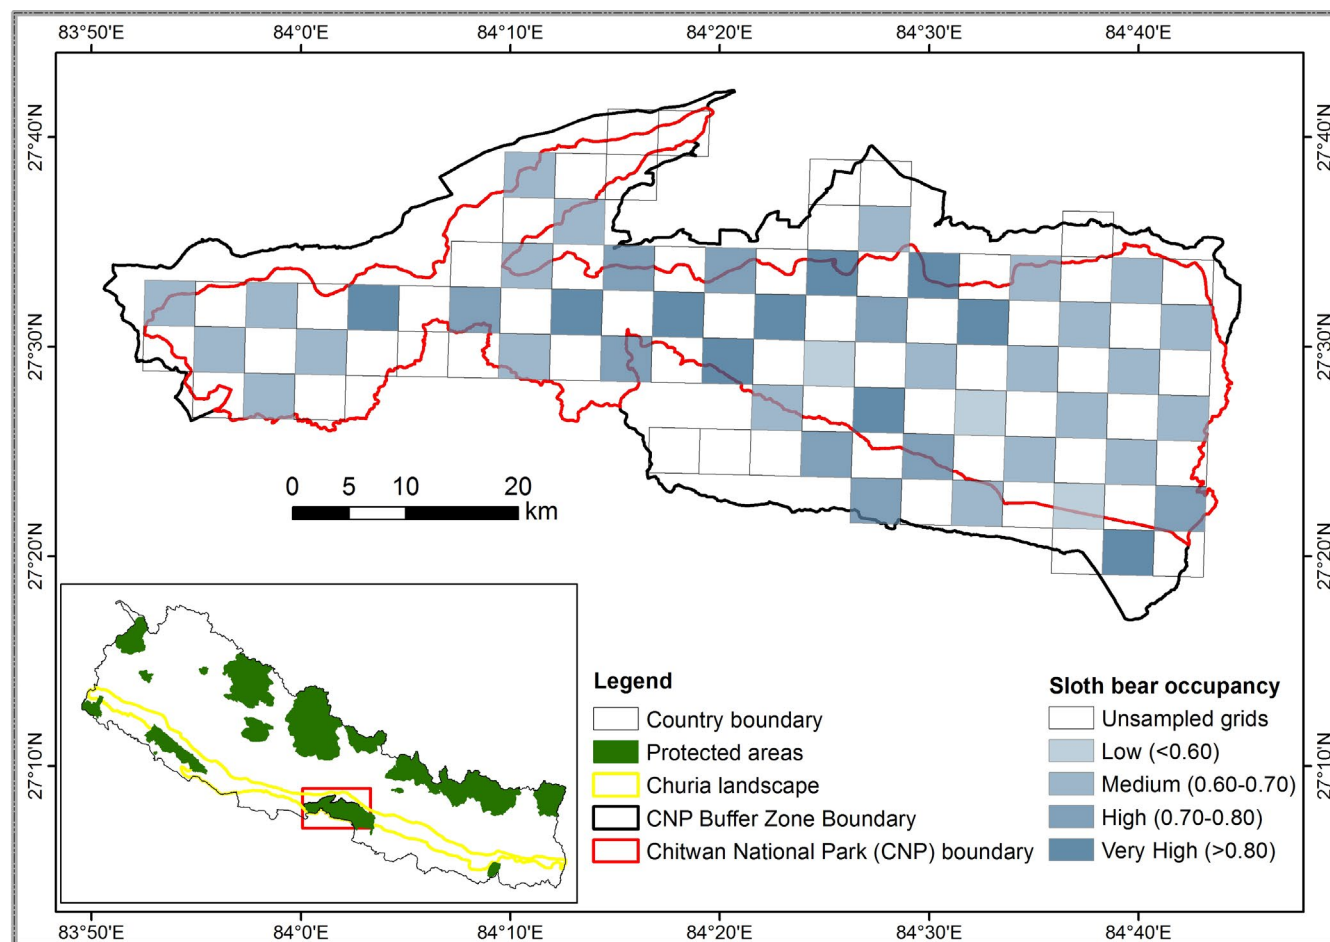 83°50'E 84°0'E 84°10'E 84°20'E 84°30'E 84°40'E
27°40'N 27°40'N
27°30'N 27°30'N
27°20'N 27°20'N
27°10'N 27°10'N
0 5 10 20
km
Legend
Country boundary
Protected areas
Churia landscape
CNP Buffer Zone Boundary
Chitwan National Park (CNP) boundary
Sloth bear occupancy
Unsampled grids
Low (<0.60)
Medium (0.60-0.70)
High (0.70-0.80)
Very High (>0.80)
83°50'E 84°0'E 84°10'E 84°20'E 84°30'E 84°40'E